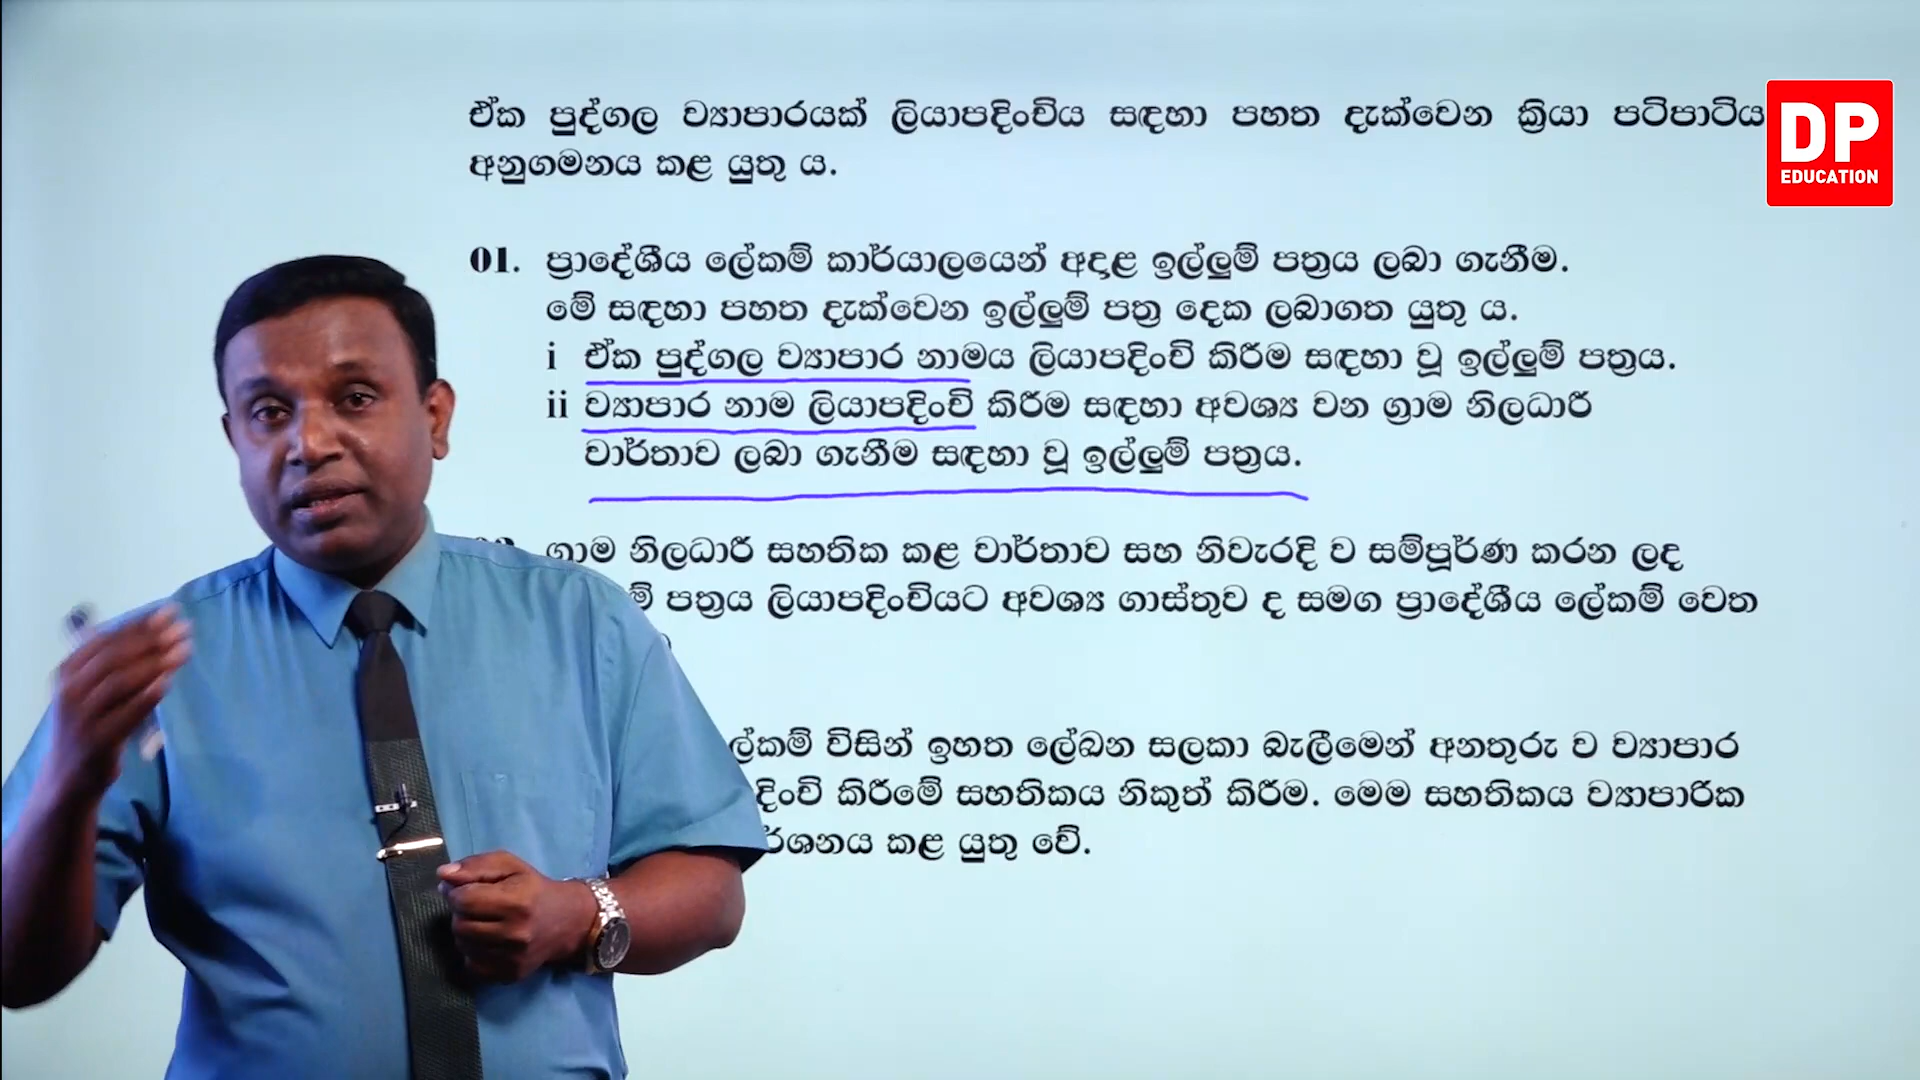 ඒක පුද්ගල ව්‍යාපාරයක් ලියාපදිංචිය සඳහා පහත දැක්වෙන ක්‍රියා පටිපාටිය
අනුගමනය කළ යුතු ය.
DP
EDUCATION
01. ප්‍රාදේශීය ලේකම් කාර්යාලයෙන් අදාළ ඉල්ලුම් පත්‍රය ලබා ගැනීම.
මේ සඳහා පහත දැක්වෙන ඉල්ලුම් පත්‍ර දෙක ලබාගත යුතු ය.
i ඒක පුද්ගල ව්‍යාපාර නාමය ලියාපදිංචි කිරීම සඳහා වූ ඉල්ලුම් පත්‍රය.
ii ව්‍යාපාර නාම ලියාපදිංචි කිරීම සඳහා අවශ්‍ය වන ග්‍රාම නිලධාරී
වාර්තාව ලබා ගැනීම සඳහා වූ ඉල්ලුම් පත්‍රය.
ග්‍රාම නිලධාරී සහතික කළ වාර්තාව සහ නිවැරදි ව සම්පූර්ණ කරන ලද
පත්‍රය ලියාපදිංචියට අවශ්‍ය ගාස්තුව ද සමග ප්‍රාදේශීය ලේකම් වෙත
විසින් ඉහත ලේඛන සලකා බැලීමෙන් අනතුරු ව ව්‍යාපාර
කිරීමේ සහතිකය නිකුත් කිරීම. මෙම සහතිකය ව්‍යාපාරික
කළ යුතු වේ.